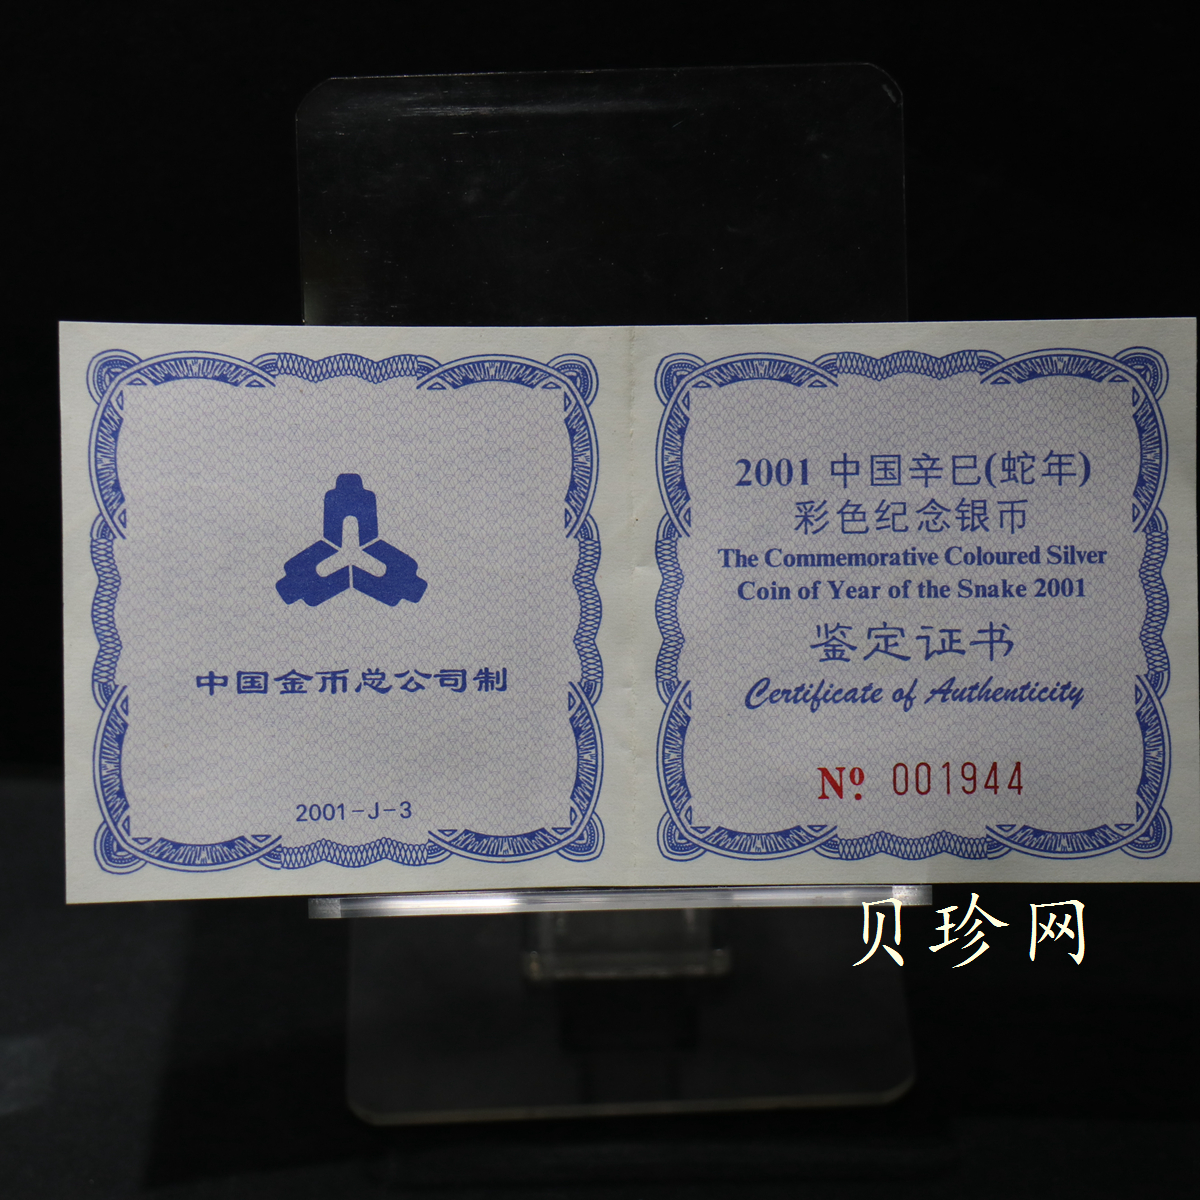 中国金币总公司制
2001-J-3
2001 中国辛巳(蛇年)
彩色纪念银币
The Commemorative Coloured Silver
Coin of Year of the Snake 2001
鉴定证书
Certificate of Authenticity
Nº. 001944
贝珍网